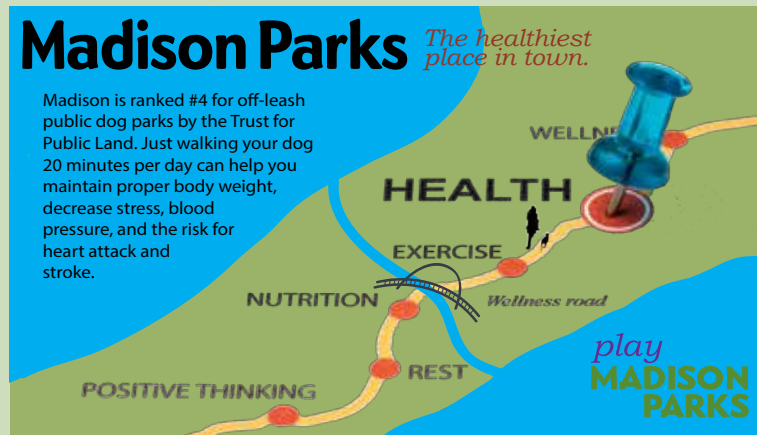 Madison Parks
The healthiest
place in town.
Madison is ranked #4 for off-leash
public dog parks by the Trust for
Public Land. Just walking your dog
20 minutes per day can help you
maintain proper body weight,
decrease stress, blood
pressure, and the risk for
heart attack and
stroke.
HEALTH
EXERCISE
NUTRITION
Wellness road
REST
POSITIVE THINKING
play
MADISON
PARKS